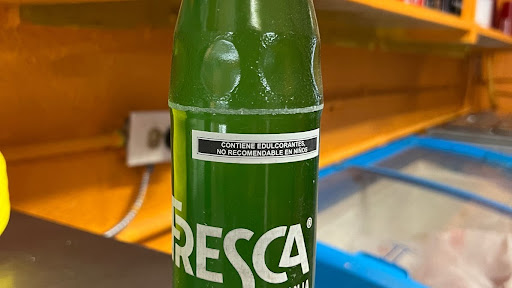 CONTIENE EDULCORANTES,
NO RECOMENDABLE EN NIÑOS
FRESCA®